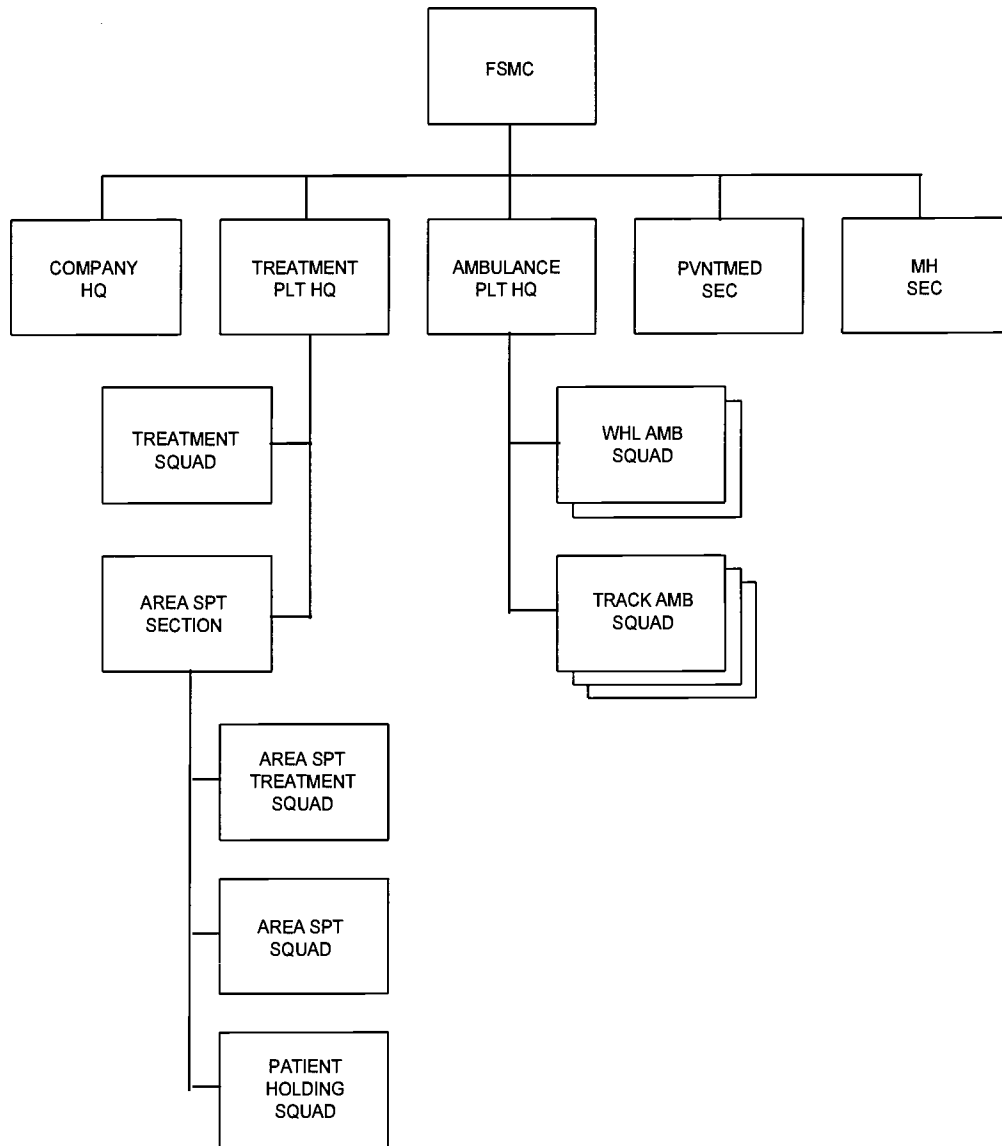 FSMC
COMPANY
HQ
TREATMENT
PLT HQ
AMBULANCE
PLT HQ
PVNTMED
SEC
MH
SEC
TREATMENT
SQUAD
WHL AMB
SQUAD
AREA SPT
SECTION
TRACK AMB
SQUAD
AREA SPT
TREATMENT
SQUAD
AREA SPT
SQUAD
PATIENT
HOLDING
SQUAD